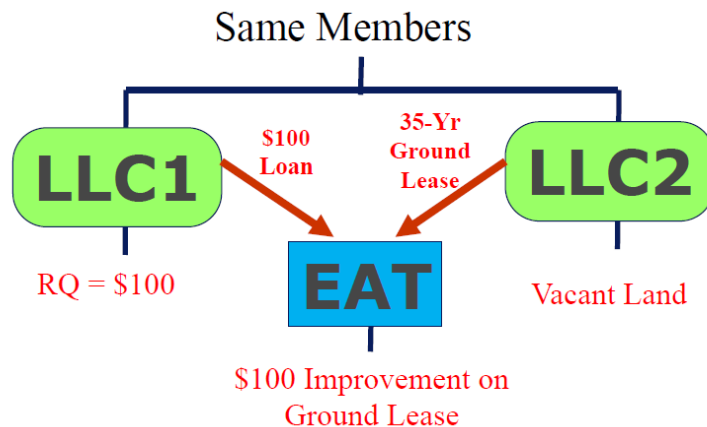 Same Members
LLC1
$100
Loan
35-Yr
Ground
Lease
LLC2
RQ = $100
EAT
Vacant Land
$100 Improvement on
Ground Lease